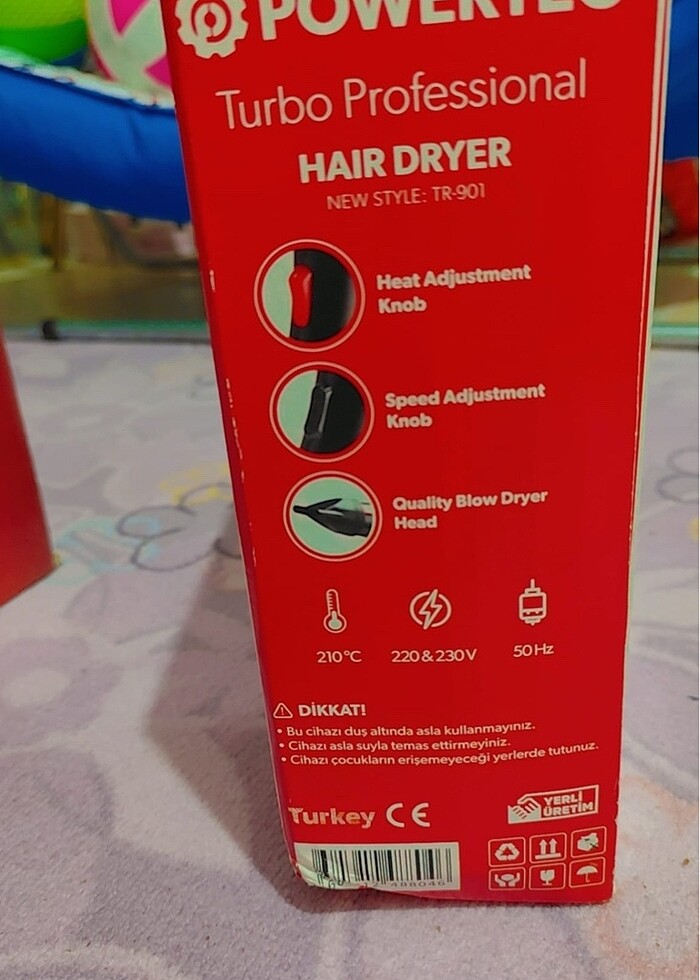 POWERTEC
Turbo Professional
HAIR DRYER
NEW STYLE: TR-901
Heat Adjustment
Knob
Speed Adjustment
Knob
Quality Blow Dryer
Head
210°C
220&230V
50Hz
DİKKAT!
• Bu cihazı duş altında asla kullanmayınız.
• Cihazı asla suyla temas ettirmeyiniz.
• Cihazı çocukların erişemeyeceği yerlerde tutunuz.
Turkey CE
YERLİ
ÜRETİM
488046